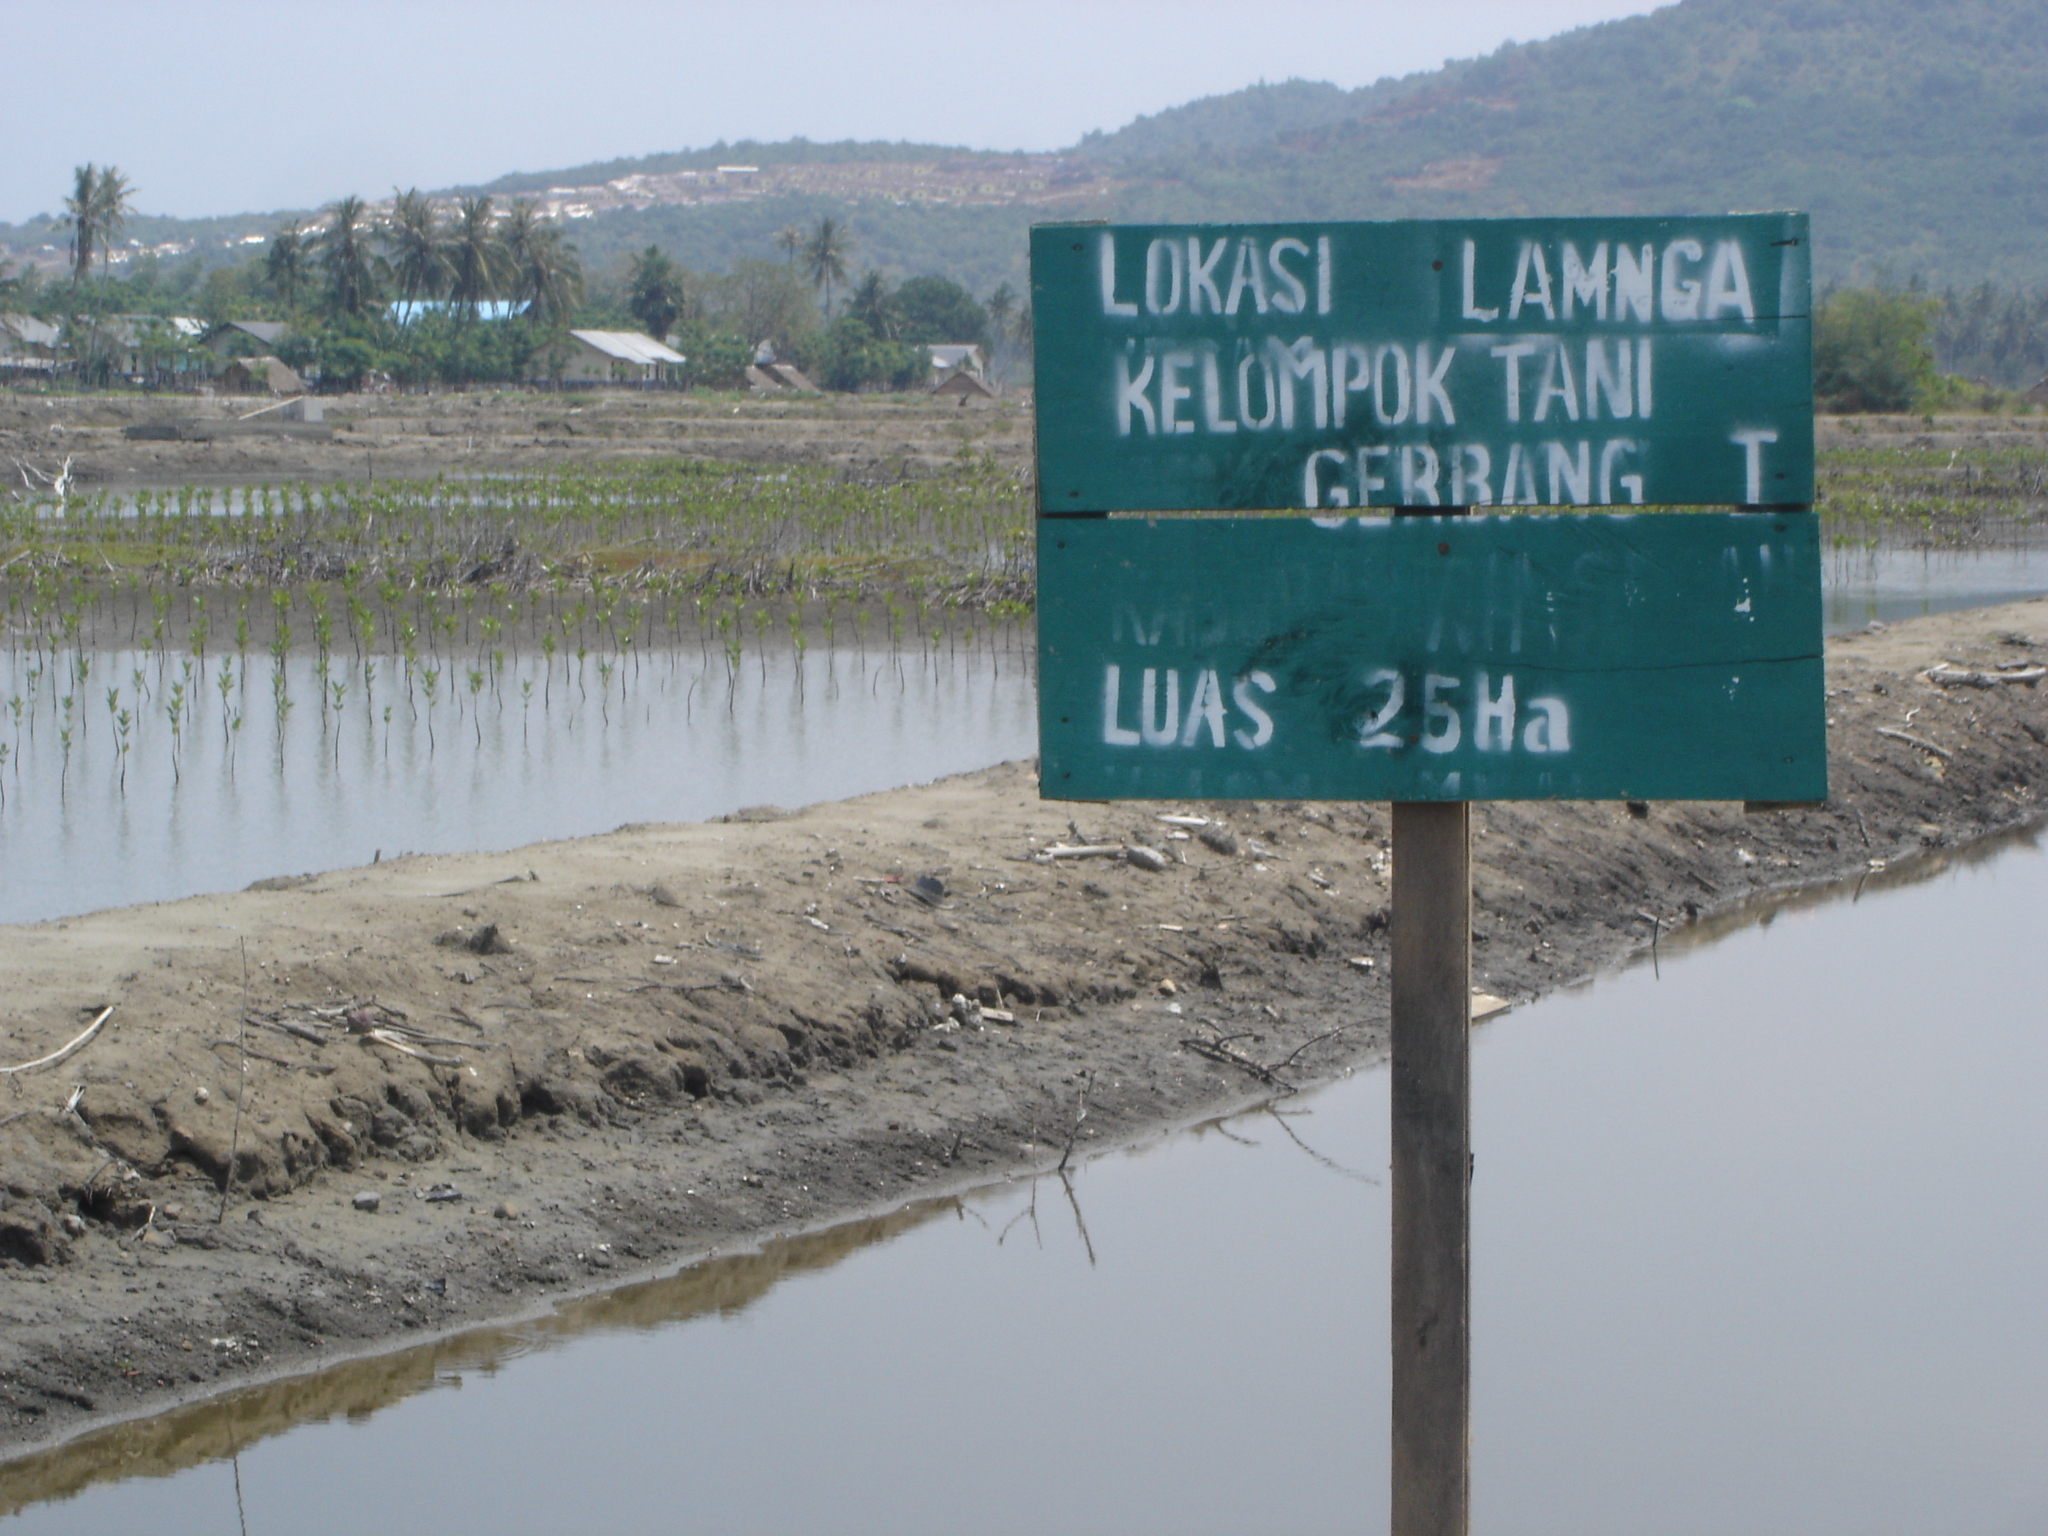 LOKASI LAMNGA
KELOMPOK TANI
GERBANG T
LUAS 25Ha